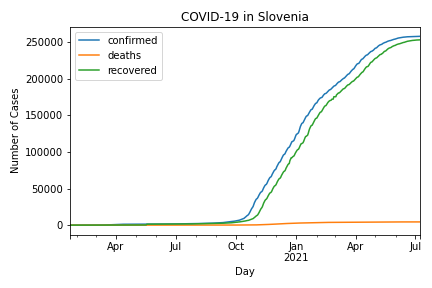 COVID-19 in Slovenia
confirmed
deaths
recovered
Number of Cases
250000
200000
150000
100000
50000
0
Apr
Jul
Oct
Jan
2021
Apr
Jul
Day